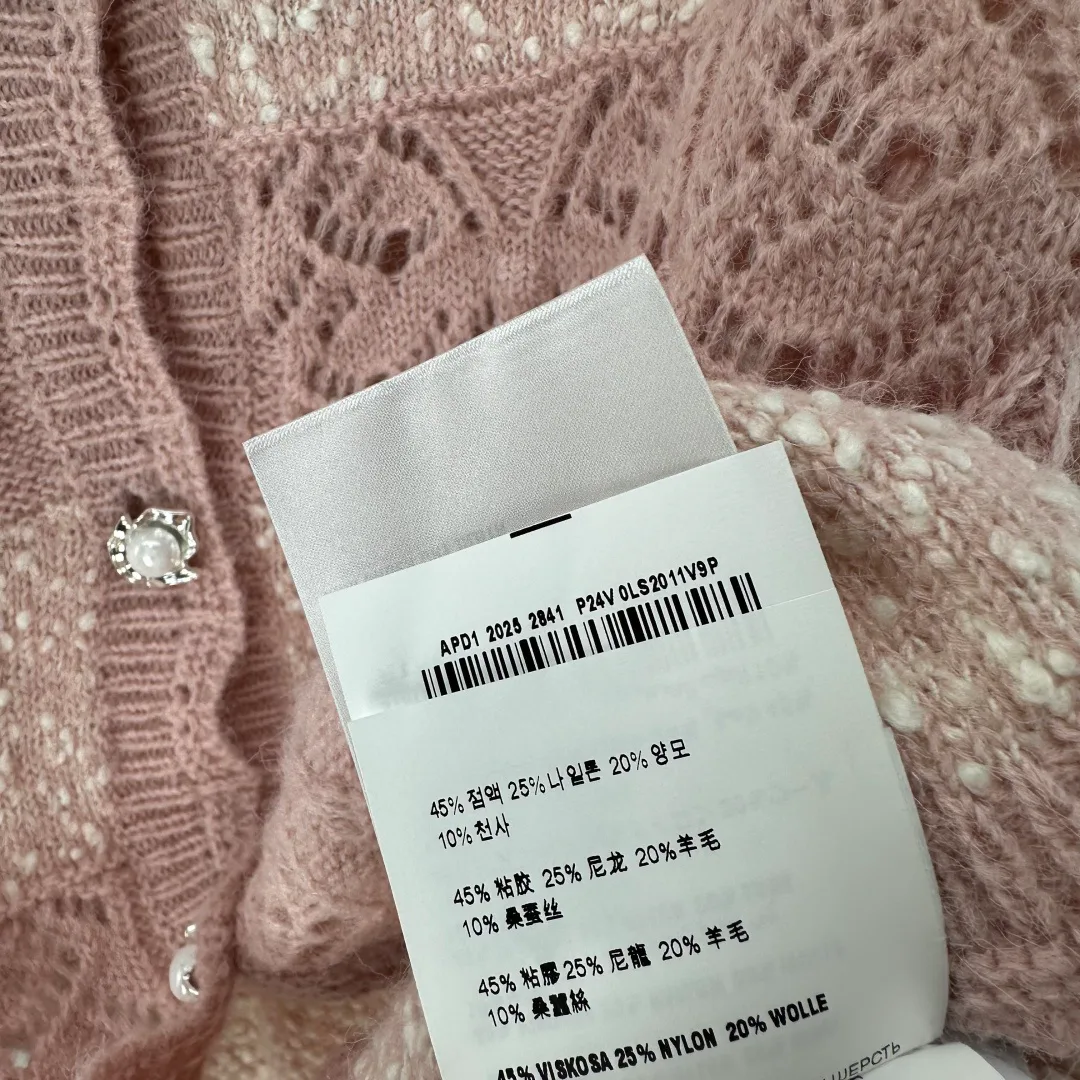 APD1 2025 2841 P24V 0LS2011V9P
45% 점액 25% 나일론 20% 양모
10% 천사
45% 粘胶 25% 尼龙 20% 羊毛
10% 桑蚕丝
45% 粘膠 25% 尼龍 20% 羊毛
10% 桑蠶絲
45% VISKOSA 25% NYLON 20% WOLLE
ШЕРСТЬ